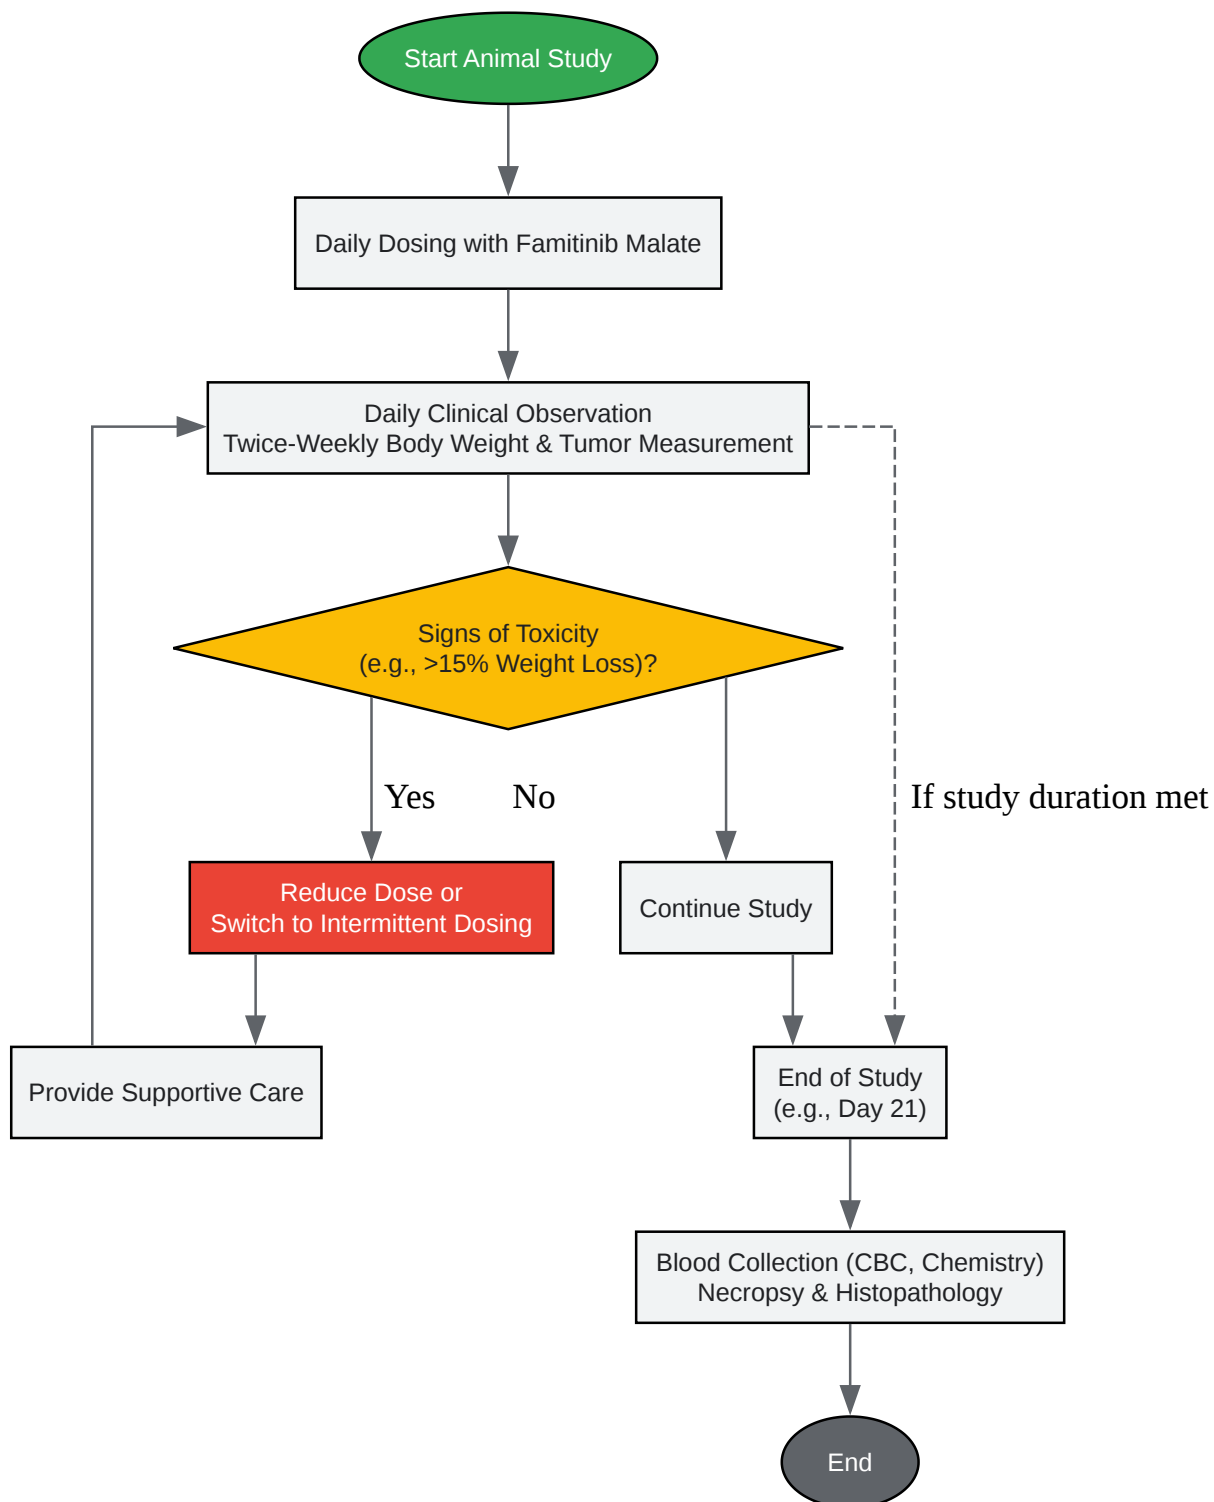 Start Animal Study
Daily Dosing with Famitinib Malate
Daily Clinical Observation
Twice-Weekly Body Weight & Tumor Measurement
Signs of Toxicity
(e.g., >15% Weight Loss)?
Yes
No
If study duration met
Reduce Dose or
Switch to Intermittent Dosing
Continue Study
Provide Supportive Care
End of Study
(e.g., Day 21)
Blood Collection (CBC, Chemistry)
Necropsy & Histopathology
End